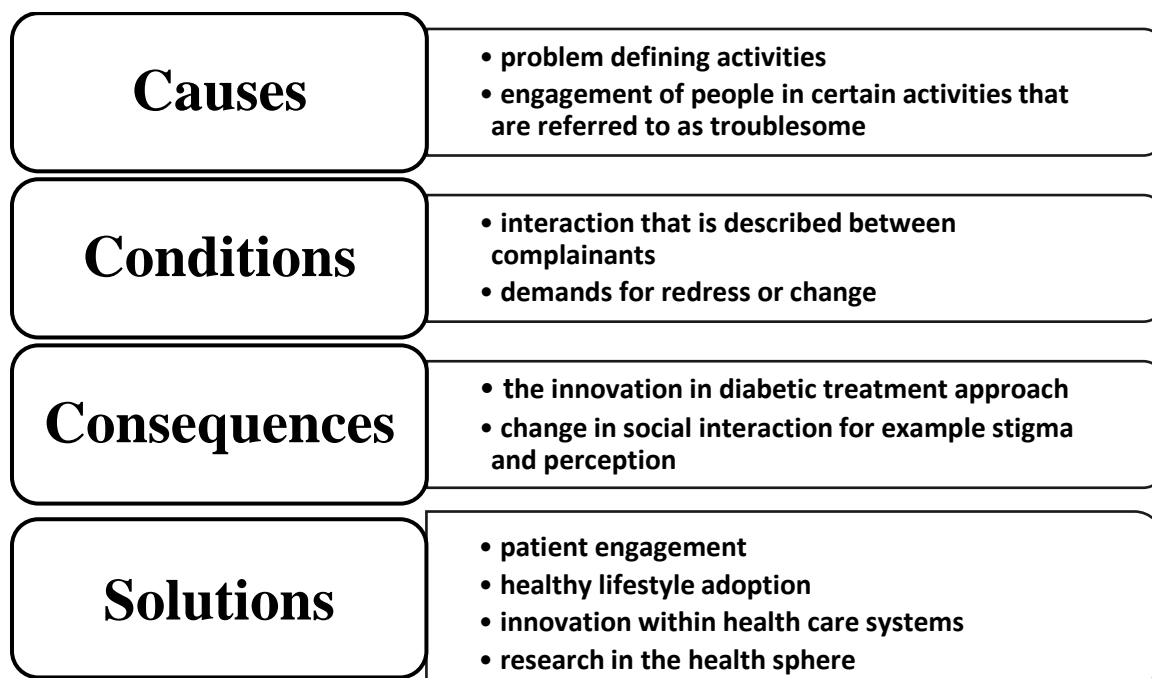 Causes
• problem defining activities
• engagement of people in certain activities that
are referred to as troublesome
Conditions
• interaction that is described between
complainants
• demands for redress or change
Consequences
• the innovation in diabetic treatment approach
• change in social interaction for example stigma
and perception
Solutions
• patient engagement
• healthy lifestyle adoption
• innovation within health care systems
• research in the health sphere